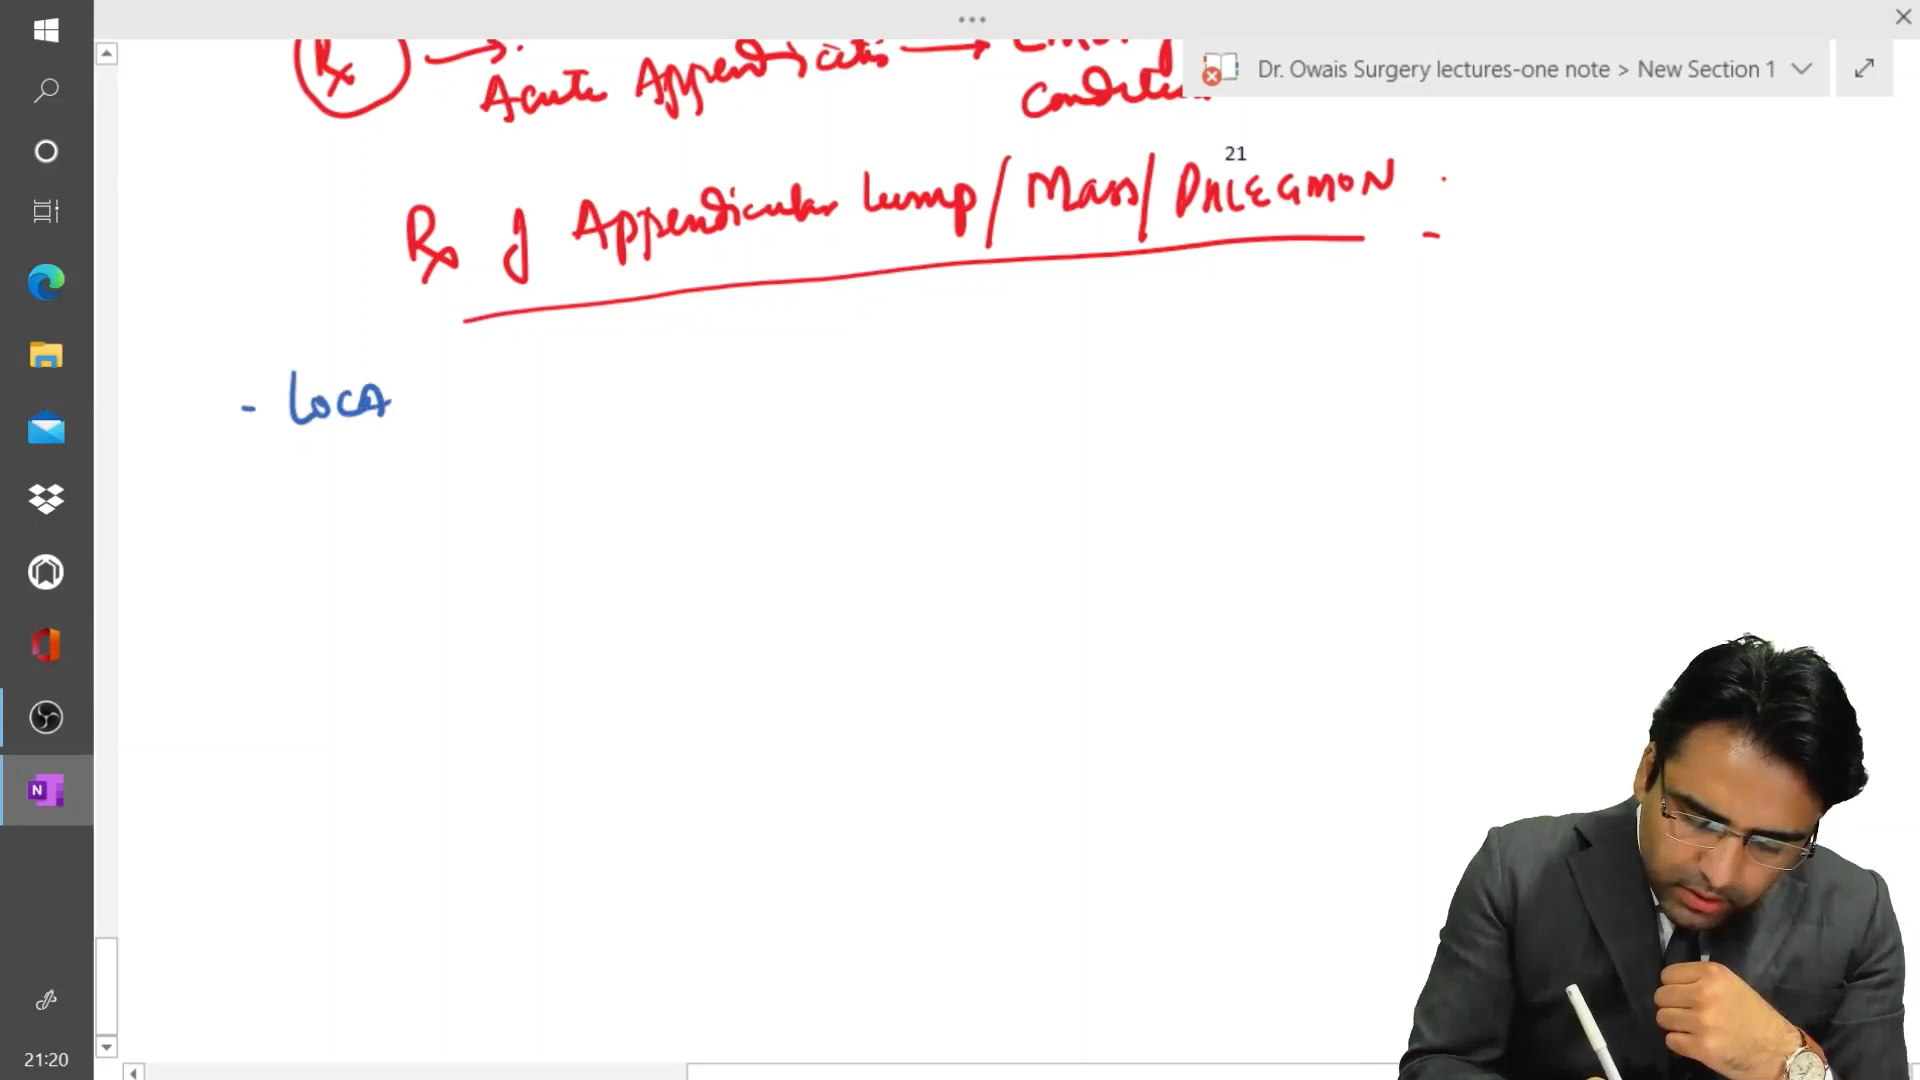 Dr. Owais Surgery lectures-one note > New Section 1
Rx → Acute Appendicitis →
21
Rx of Appendicular Lump/Mass/PHLEGMON :-
- LOCA
N
21:20